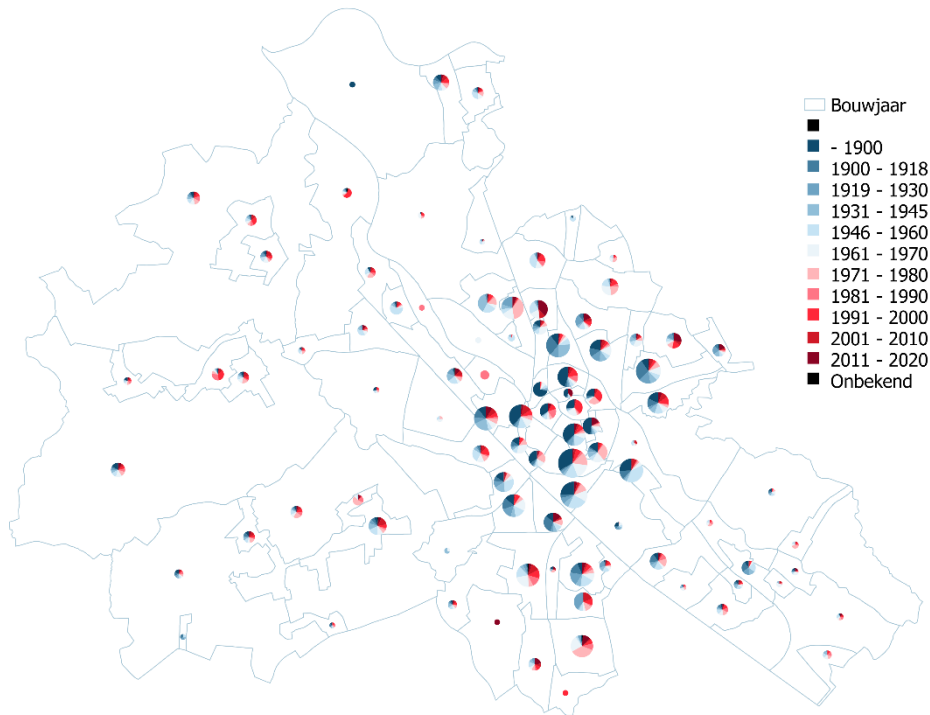 Bouwjaar
- 1900
1900 - 1918
1919 - 1930
1931 - 1945
1946 - 1960
1961 - 1970
1971 - 1980
1981 - 1990
1991 - 2000
2001 - 2010
2011 - 2020
Onbekend